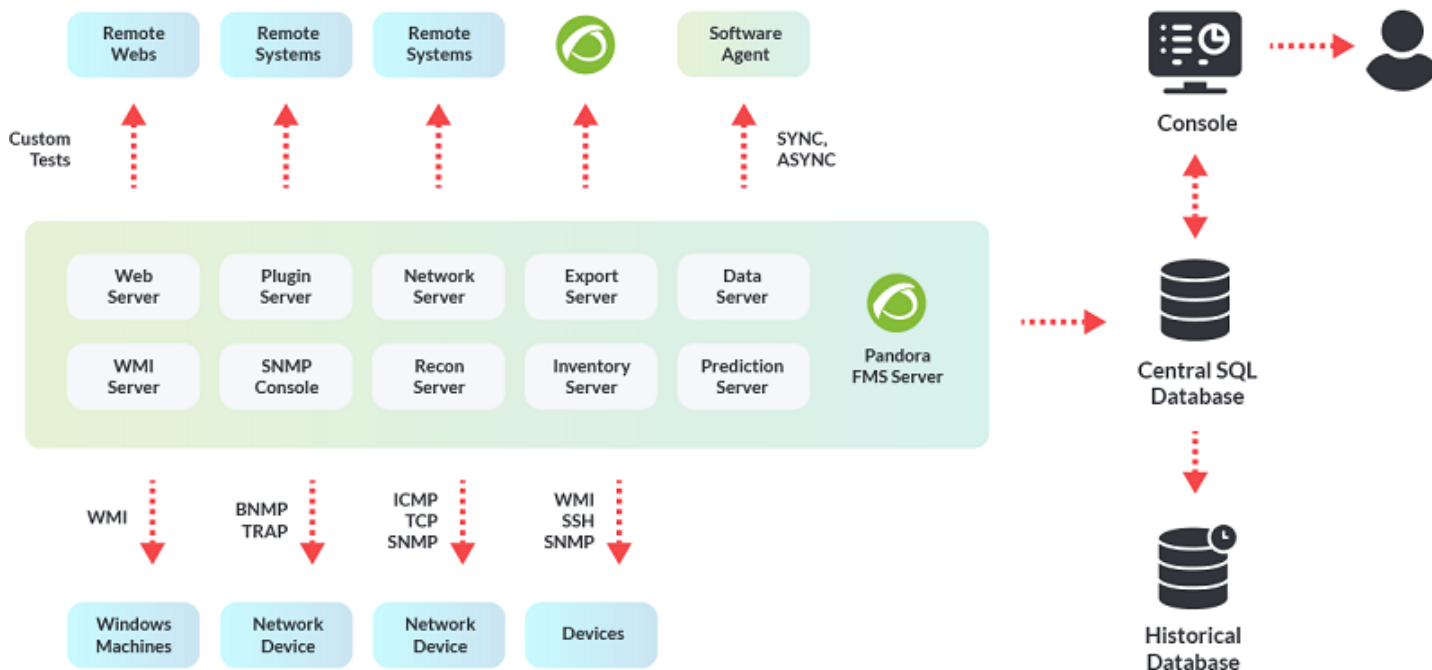 Remote
Webs
Remote
Systems
Remote
Systems
Software
Agent
Console
Custom
Tests
SYNC,
ASYNC
Web
Server
Plugin
Server
Network
Server
Export
Server
Data
Server
WMI
Server
SNMP
Console
Recon
Server
Inventory
Server
Prediction
Server
Pandora
FMS Server
Central SQL
Database
WMI
BNMP
TRAP
ICMP
TCP
SNMP
WMI
SSH
SNMP
Windows
Machines
Network
Device
Network
Device
Devices
Historical
Database